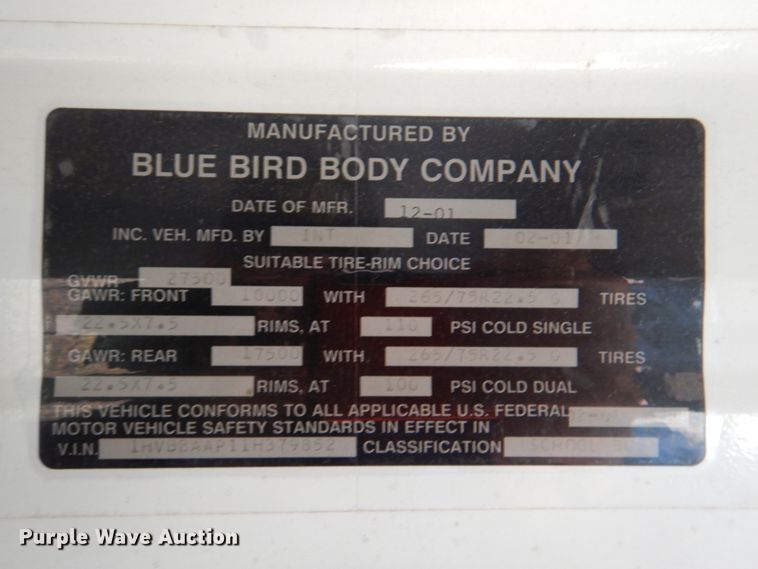 MANUFACTURED BY
BLUE BIRD BODY COMPANY
DATE OF MFR. 12-01
INC. VEH. MFD. BY INT DATE 02-01
SUITABLE TIRE-RIM CHOICE
GVWR 27500
GAWR: FRONT 10000 WITH 265/75R22.5 G TIRES
22.5X7.5 RIMS, AT 110 PSI COLD SINGLE
GAWR: REAR 17500 WITH 265/75R22.5 G TIRES
22.5X7.5 RIMS, AT 100 PSI COLD DUAL
THIS VEHICLE CONFORMS TO ALL APPLICABLE U.S. FEDERAL
MOTOR VEHICLE SAFETY STANDARDS IN EFFECT IN
V.I.N. 1HVBBAAP11H379852 CLASSIFICATION SCHOOL
Purple Wave Auction